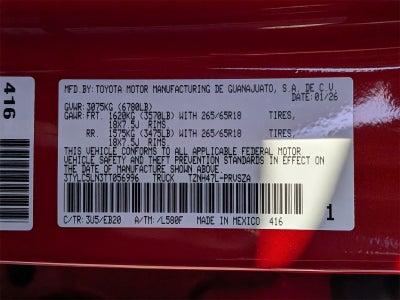 416
MFD.BY: TOYOTA MOTOR MANUFACTURING DE GUANAJUATO, S.A. DE C.V.
DATE: 01/26
GVWR: 3075KG (6780LB)
GAWR: FRT. 1620KG (3570LB) WITH 265/65R18 TIRES,
18X7.5J RIMS
RR. 1575KG (3475LB) WITH 265/65R18 TIRES,
18X7.5J RIMS
THIS VEHICLE CONFORMS TO ALL APPLICABLE FEDERAL MOTOR
VEHICLE SAFETY AND THEFT PREVENTION STANDARDS IN EFFECT ON
THE DATE OF MANUFACTURE SHOWN ABOVE.
3TYLC5LN3TT056996 TRUCK TZNH47L-PRVSZA
C/TR: 3U5/EB20 A/TM: /L580F MADE IN MEXICO 416
1